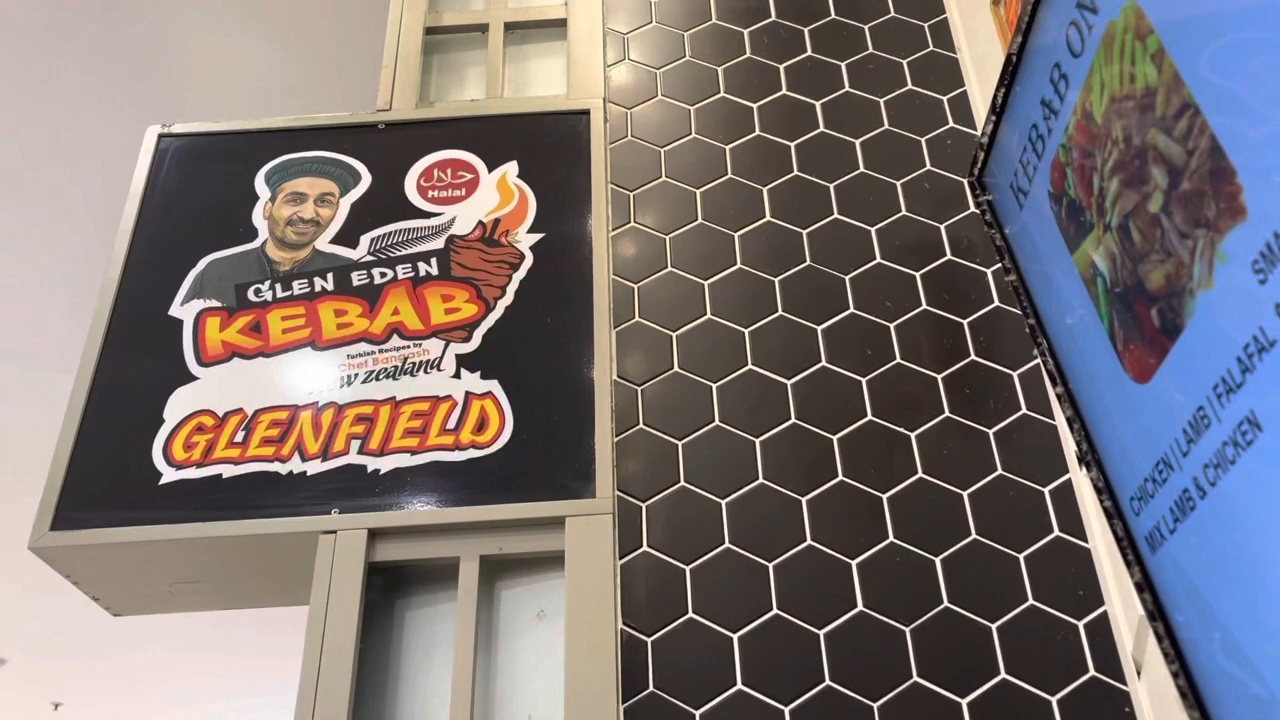 حلال
Halal
GLEN EDEN
KEBAB
Turkish Recipes by
Chef Bangash
zealand
GLENFIELD
KEBAB ON
CHICKEN | LAMB | FALAFAL
MIX LAMB & CHICKEN